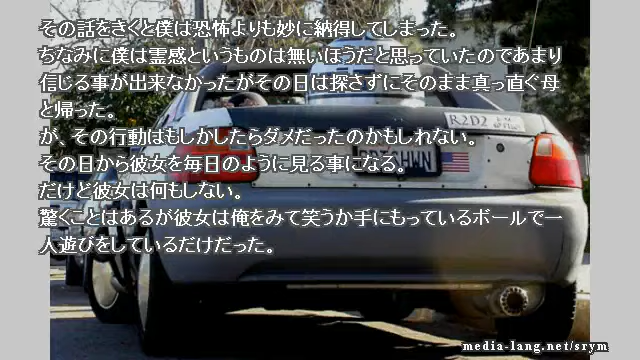 その話をきくと僕は恐怖よりも妙に納得してしまった。
ちなみに僕は霊感というものは無いほうだと思っていたのであまり
信じる事が出来なかったがその日は探さずにそのまま真っ直ぐ母
と帰った。
が、その行動はもしかしたらダメだったのかもしれない。
その日から彼女を毎日のように見る事になる。
だけど彼女は何もしない。
驚くことはあるが彼女は俺をみて笑うか手にもっているボールで一
人遊びをしているだけだった。
R2D2
media-lang.net/srym